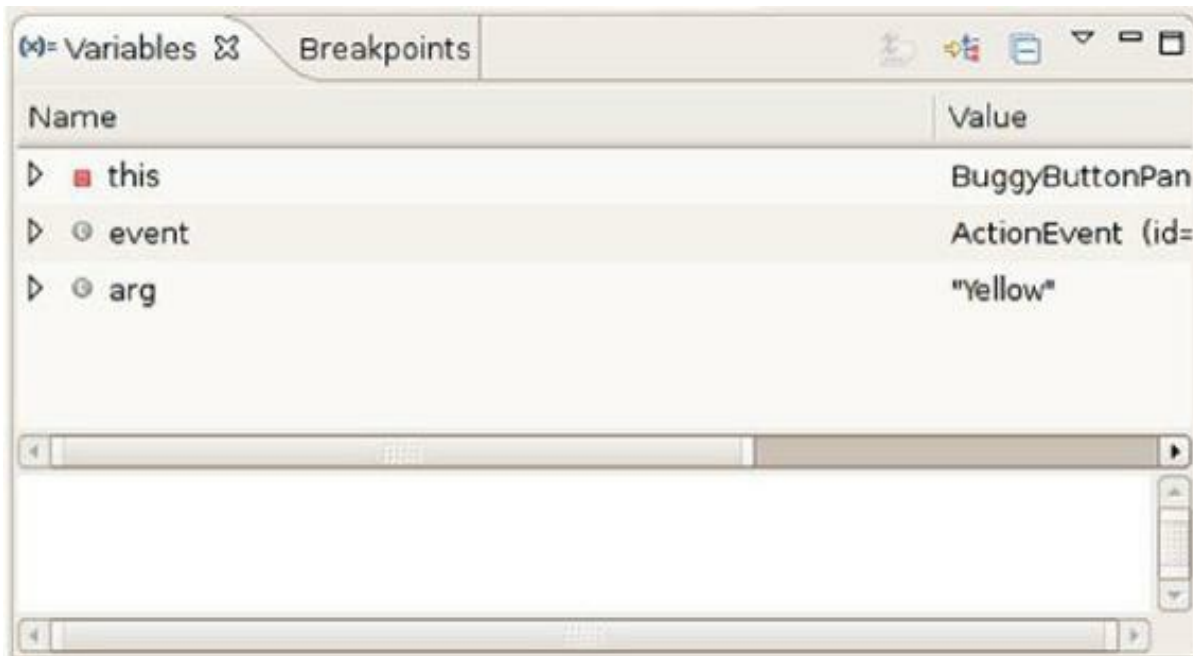 (x)= Variables Breakpoints
Name Value
this BuggyButtonPan
event ActionEvent (id=
arg "Yellow"